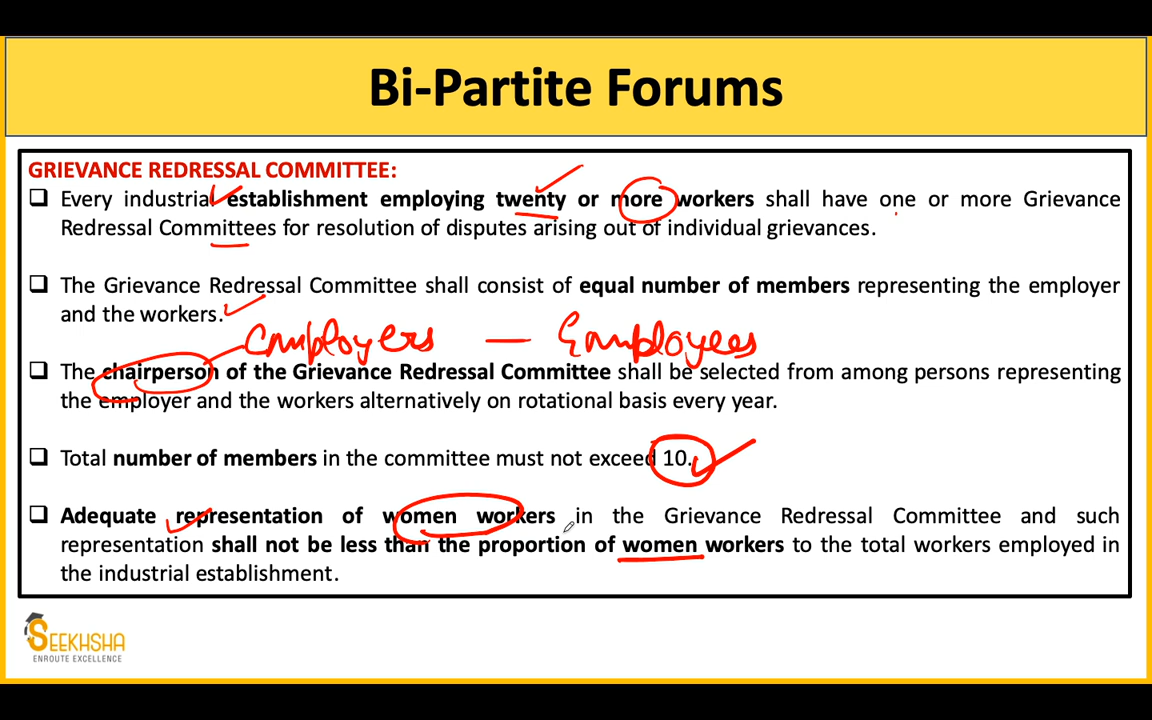 Bi-Partite Forums
GRIEVANCE REDRESSAL COMMITTEE:
❑ Every industrial establishment employing twenty or more workers shall have one or more Grievance
Redressal Committees for resolution of disputes arising out of individual grievances.
❑ The Grievance Redressal Committee shall consist of equal number of members representing the employer
and the workers.
Employers — Employees
❑ The chairperson of the Grievance Redressal Committee shall be selected from among persons representing
the employer and the workers alternatively on rotational basis every year.
❑ Total number of members in the committee must not exceed 10.
❑ Adequate representation of women workers in the Grievance Redressal Committee and such
representation shall not be less than the proportion of women workers to the total workers employed in
the industrial establishment.
SEEKHSHA
ENROUTE EXCELLENCE